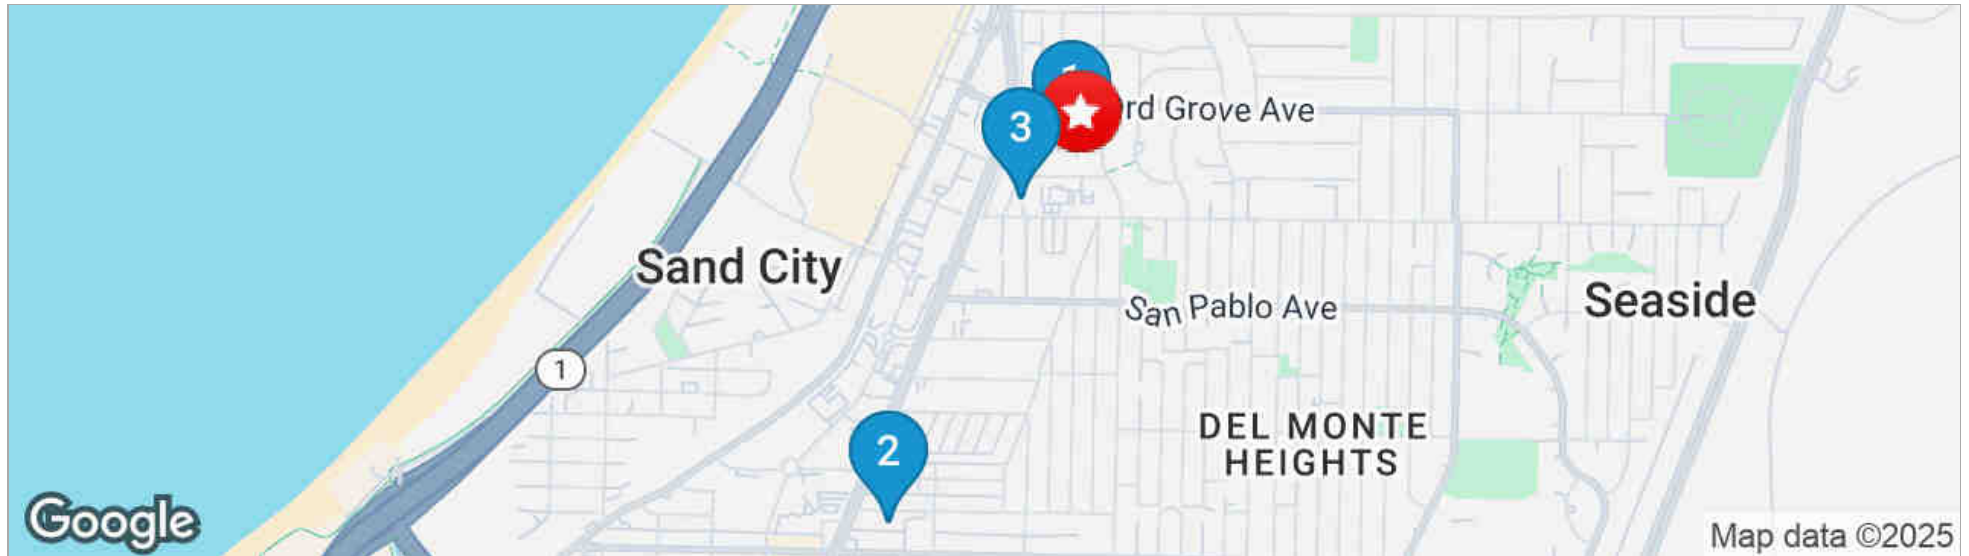 rd Grove Ave
3
Sand City
San Pablo Ave
Seaside
1
DEL MONTE
HEIGHTS
2
Google
Map data ©2025